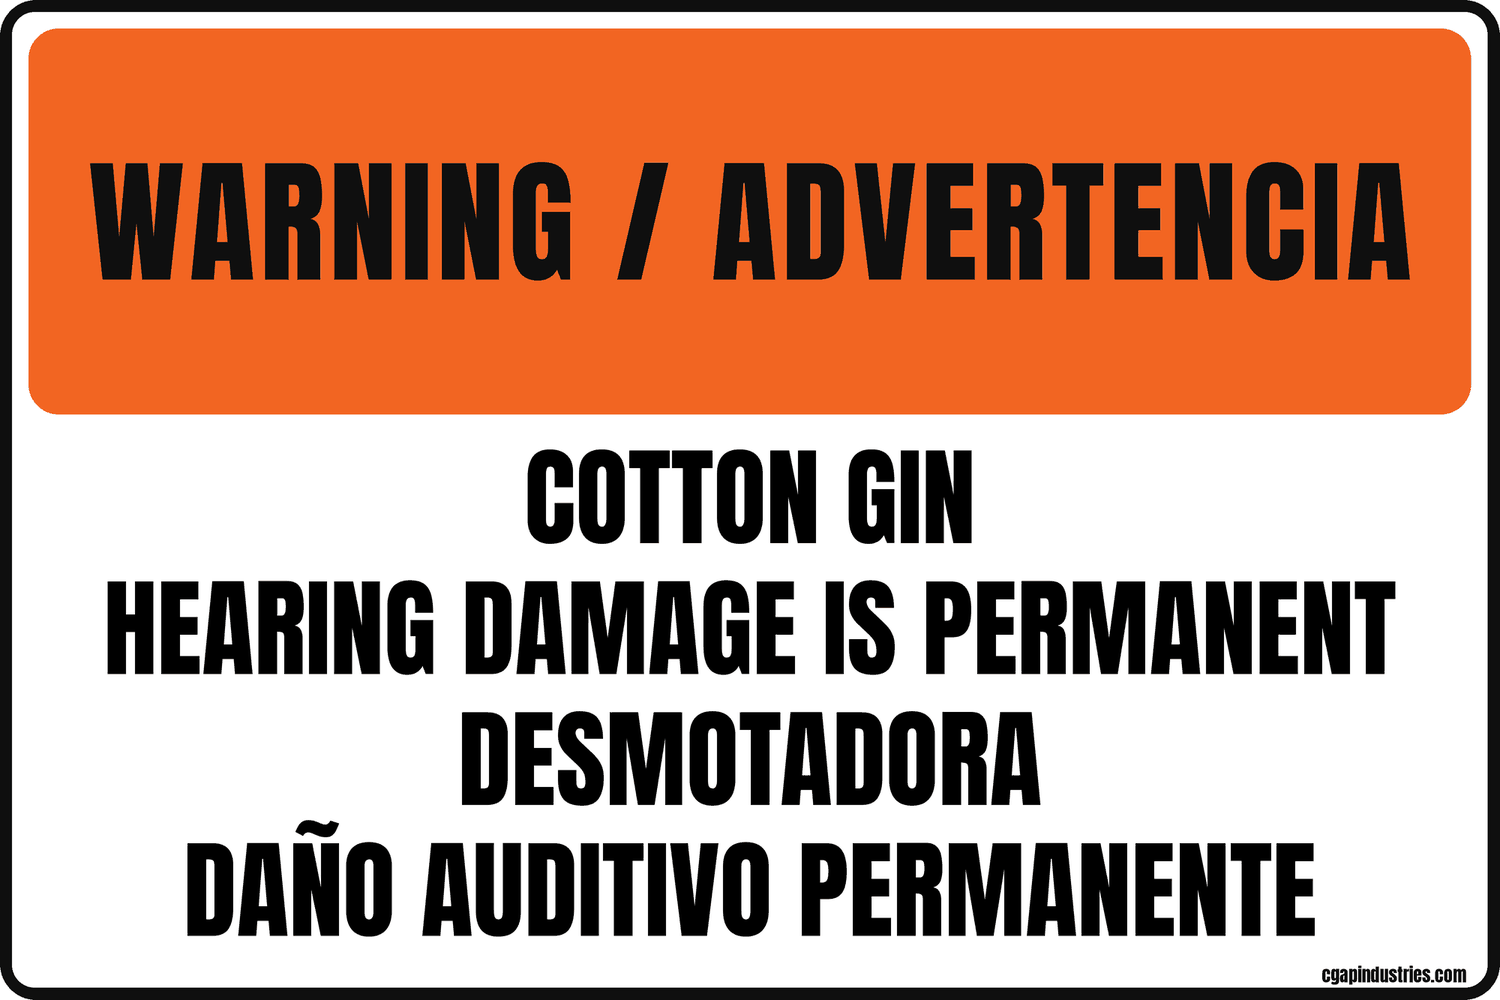 WARNING / ADVERTENCIA
COTTON GIN
HEARING DAMAGE IS PERMANENT
DESMOTADORA
DAÑO AUDITIVO PERMANENTE
cgapindustries.com